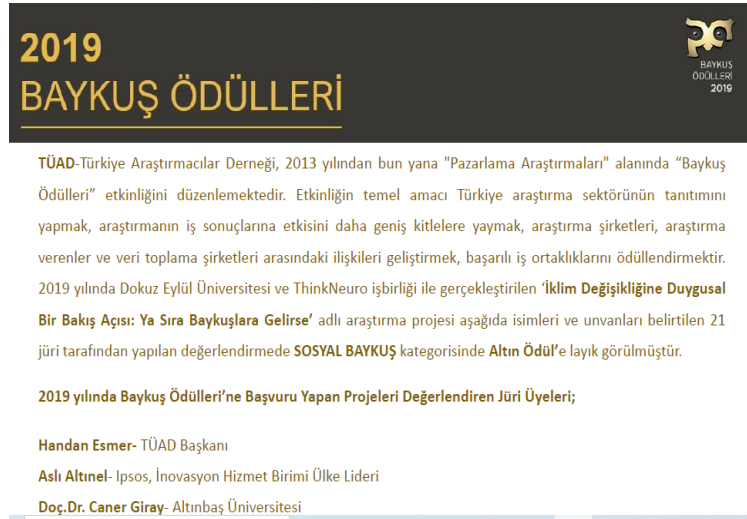 2019
BAYKUŞ ÖDÜLLERİ
BAYKUŞ
ÖDÜLLERİ
2019
TÜAD-Türkiye Araştırmacılar Derneği, 2013 yılından bun yana "Pazarlama Araştırmaları" alanında “Baykuş
Ödülleri” etkinliğini düzenlemektedir. Etkinliğin temel amacı Türkiye araştırma sektörünün tanıtımını
yapmak, araştırmanın iş sonuçlarına etkisini daha geniş kitlelere yaymak, araştırma şirketleri, araştırma
verenler ve veri toplama şirketleri arasındaki ilişkileri geliştirmek, başarılı iş ortaklıklarını ödüllendirmektir.
2019 yılında Dokuz Eylül Üniversitesi ve ThinkNeuro işbirliği ile gerçekleştirilen ‘İklim Değişikliğine Duygusal
Bir Bakış Açısı: Ya Sıra Baykuşlara Gelirse’ adlı araştırma projesi aşağıda isimleri ve unvanları belirtilen 21
jüri tarafından yapılan değerlendirmede SOSYAL BAYKUŞ kategorisinde Altın Ödül’e layık görülmüştür.
2019 yılında Baykuş Ödülleri’ne Başvuru Yapan Projeleri Değerlendiren Jüri Üyeleri;
Handan Esmer- TÜAD Başkanı
Aslı Altınel- Ipsos, İnovasyon Hizmet Birimi Ülke Lideri
Doç.Dr. Caner Giray- Altınbaş Üniversitesi